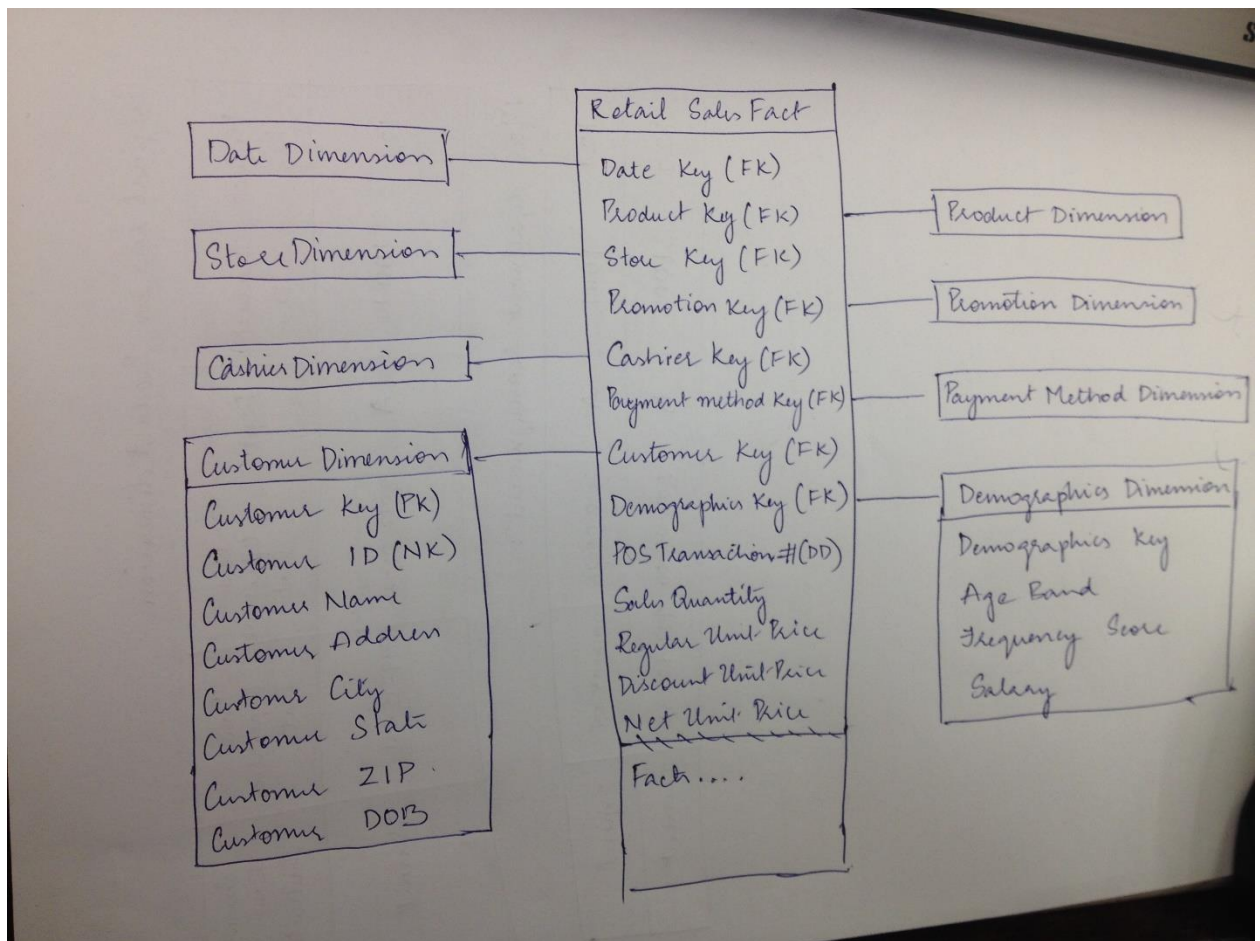 Retail Sales Fact
Date Key (FK)
Product Key (FK)
Store Key (FK)
Promotion Key (FK)
Cashier Key (FK)
Payment method Key (FK)
Customer Key (FK)
Demographics Key (FK)
POS Transaction #(DD)
Sales Quantity
Regular Unit Price
Discount Unit Price
Net Unit Price
Facts....
Date Dimension
Store Dimension
Cashier Dimension
Customer Dimension
Customer Key (PK)
Customer ID (NK)
Customer Name
Customer Address
Customer City
Customer State
Customer ZIP
Customer DOB
Product Dimension
Promotion Dimension
Payment Method Dimension
Demographics Dimension
Demographics Key
Age Band
Frequency Score
Salary